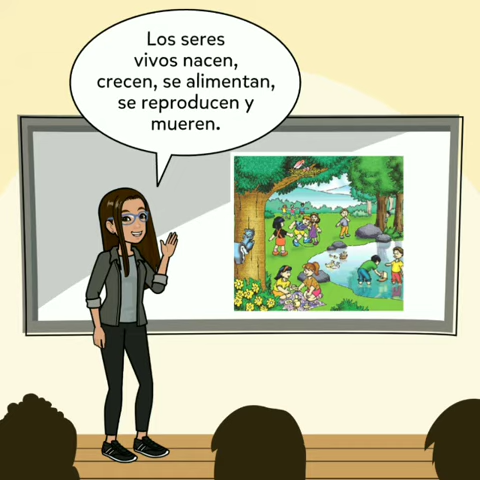 Los seres
vivos nacen,
crecen, se alimentan,
se reproducen y
mueren.